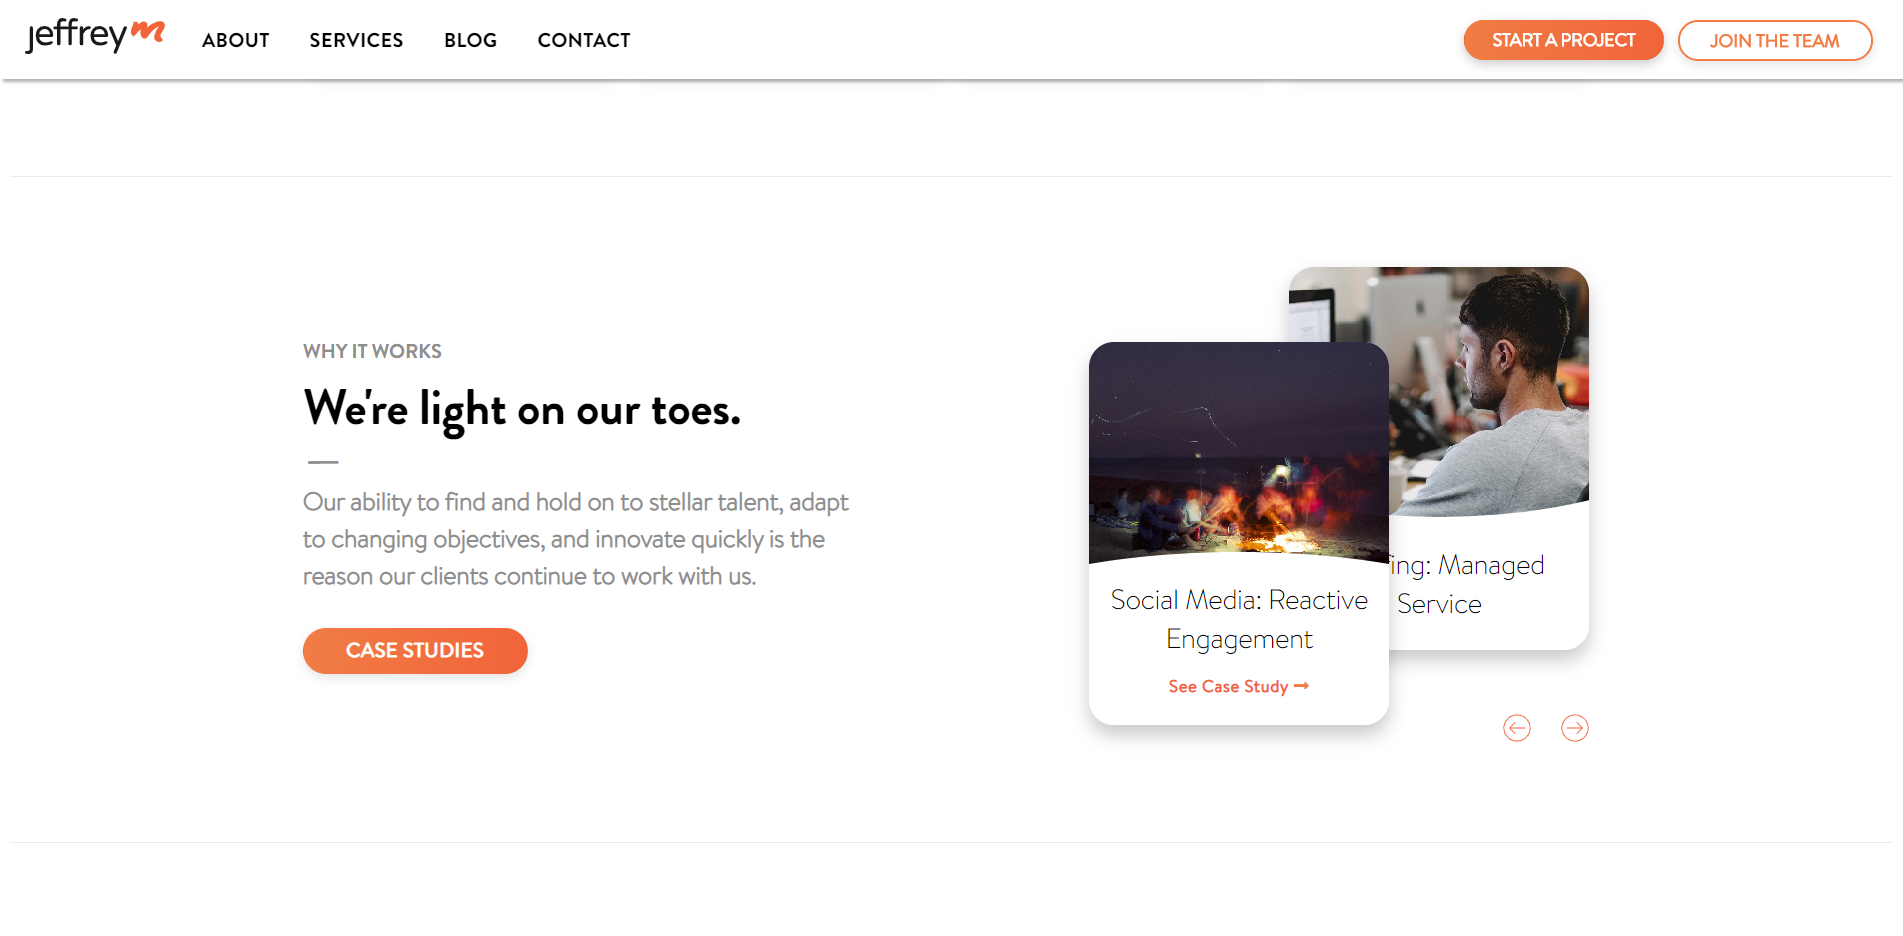 jeffreym
ABOUT
SERVICES
BLOG
CONTACT
START A PROJECT
JOIN THE TEAM
WHY IT WORKS
We're light on our toes.
Our ability to find and hold on to stellar talent, adapt
to changing objectives, and innovate quickly is the
reason our clients continue to work with us.
CASE STUDIES
Social Media: Reactive
Engagement
See Case Study →
Managed
Service